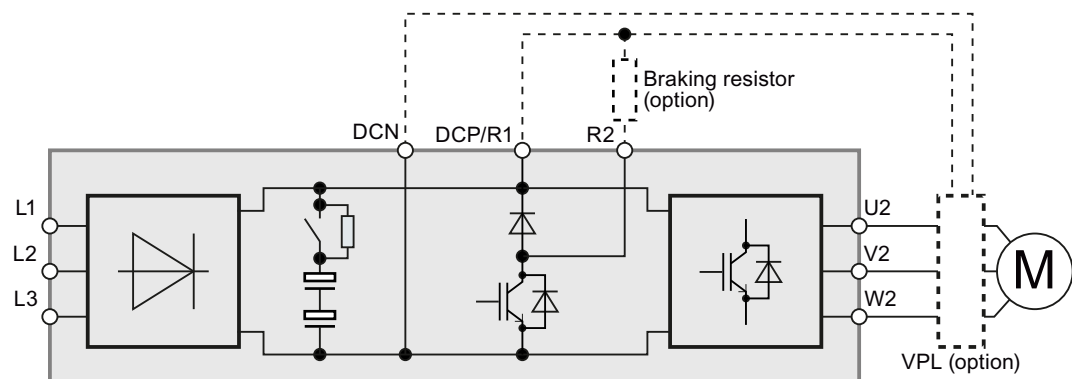 Braking resistor
(option)
DCN
DCP/R1
R2
L1
L2
L3
U2
V2
W2
M
VPL (option)